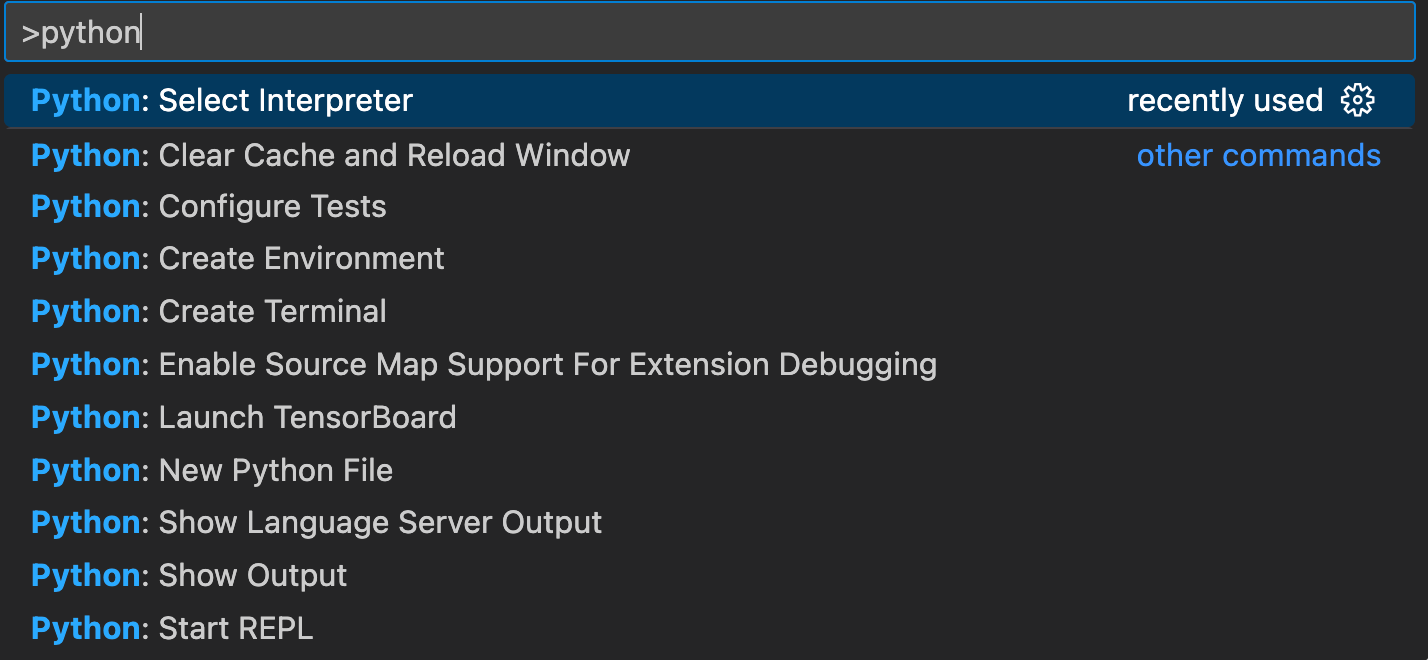 >python
Python: Select Interpreter recently used
Python: Clear Cache and Reload Window other commands
Python: Configure Tests
Python: Create Environment
Python: Create Terminal
Python: Enable Source Map Support For Extension Debugging
Python: Launch TensorBoard
Python: New Python File
Python: Show Language Server Output
Python: Show Output
Python: Start REPL